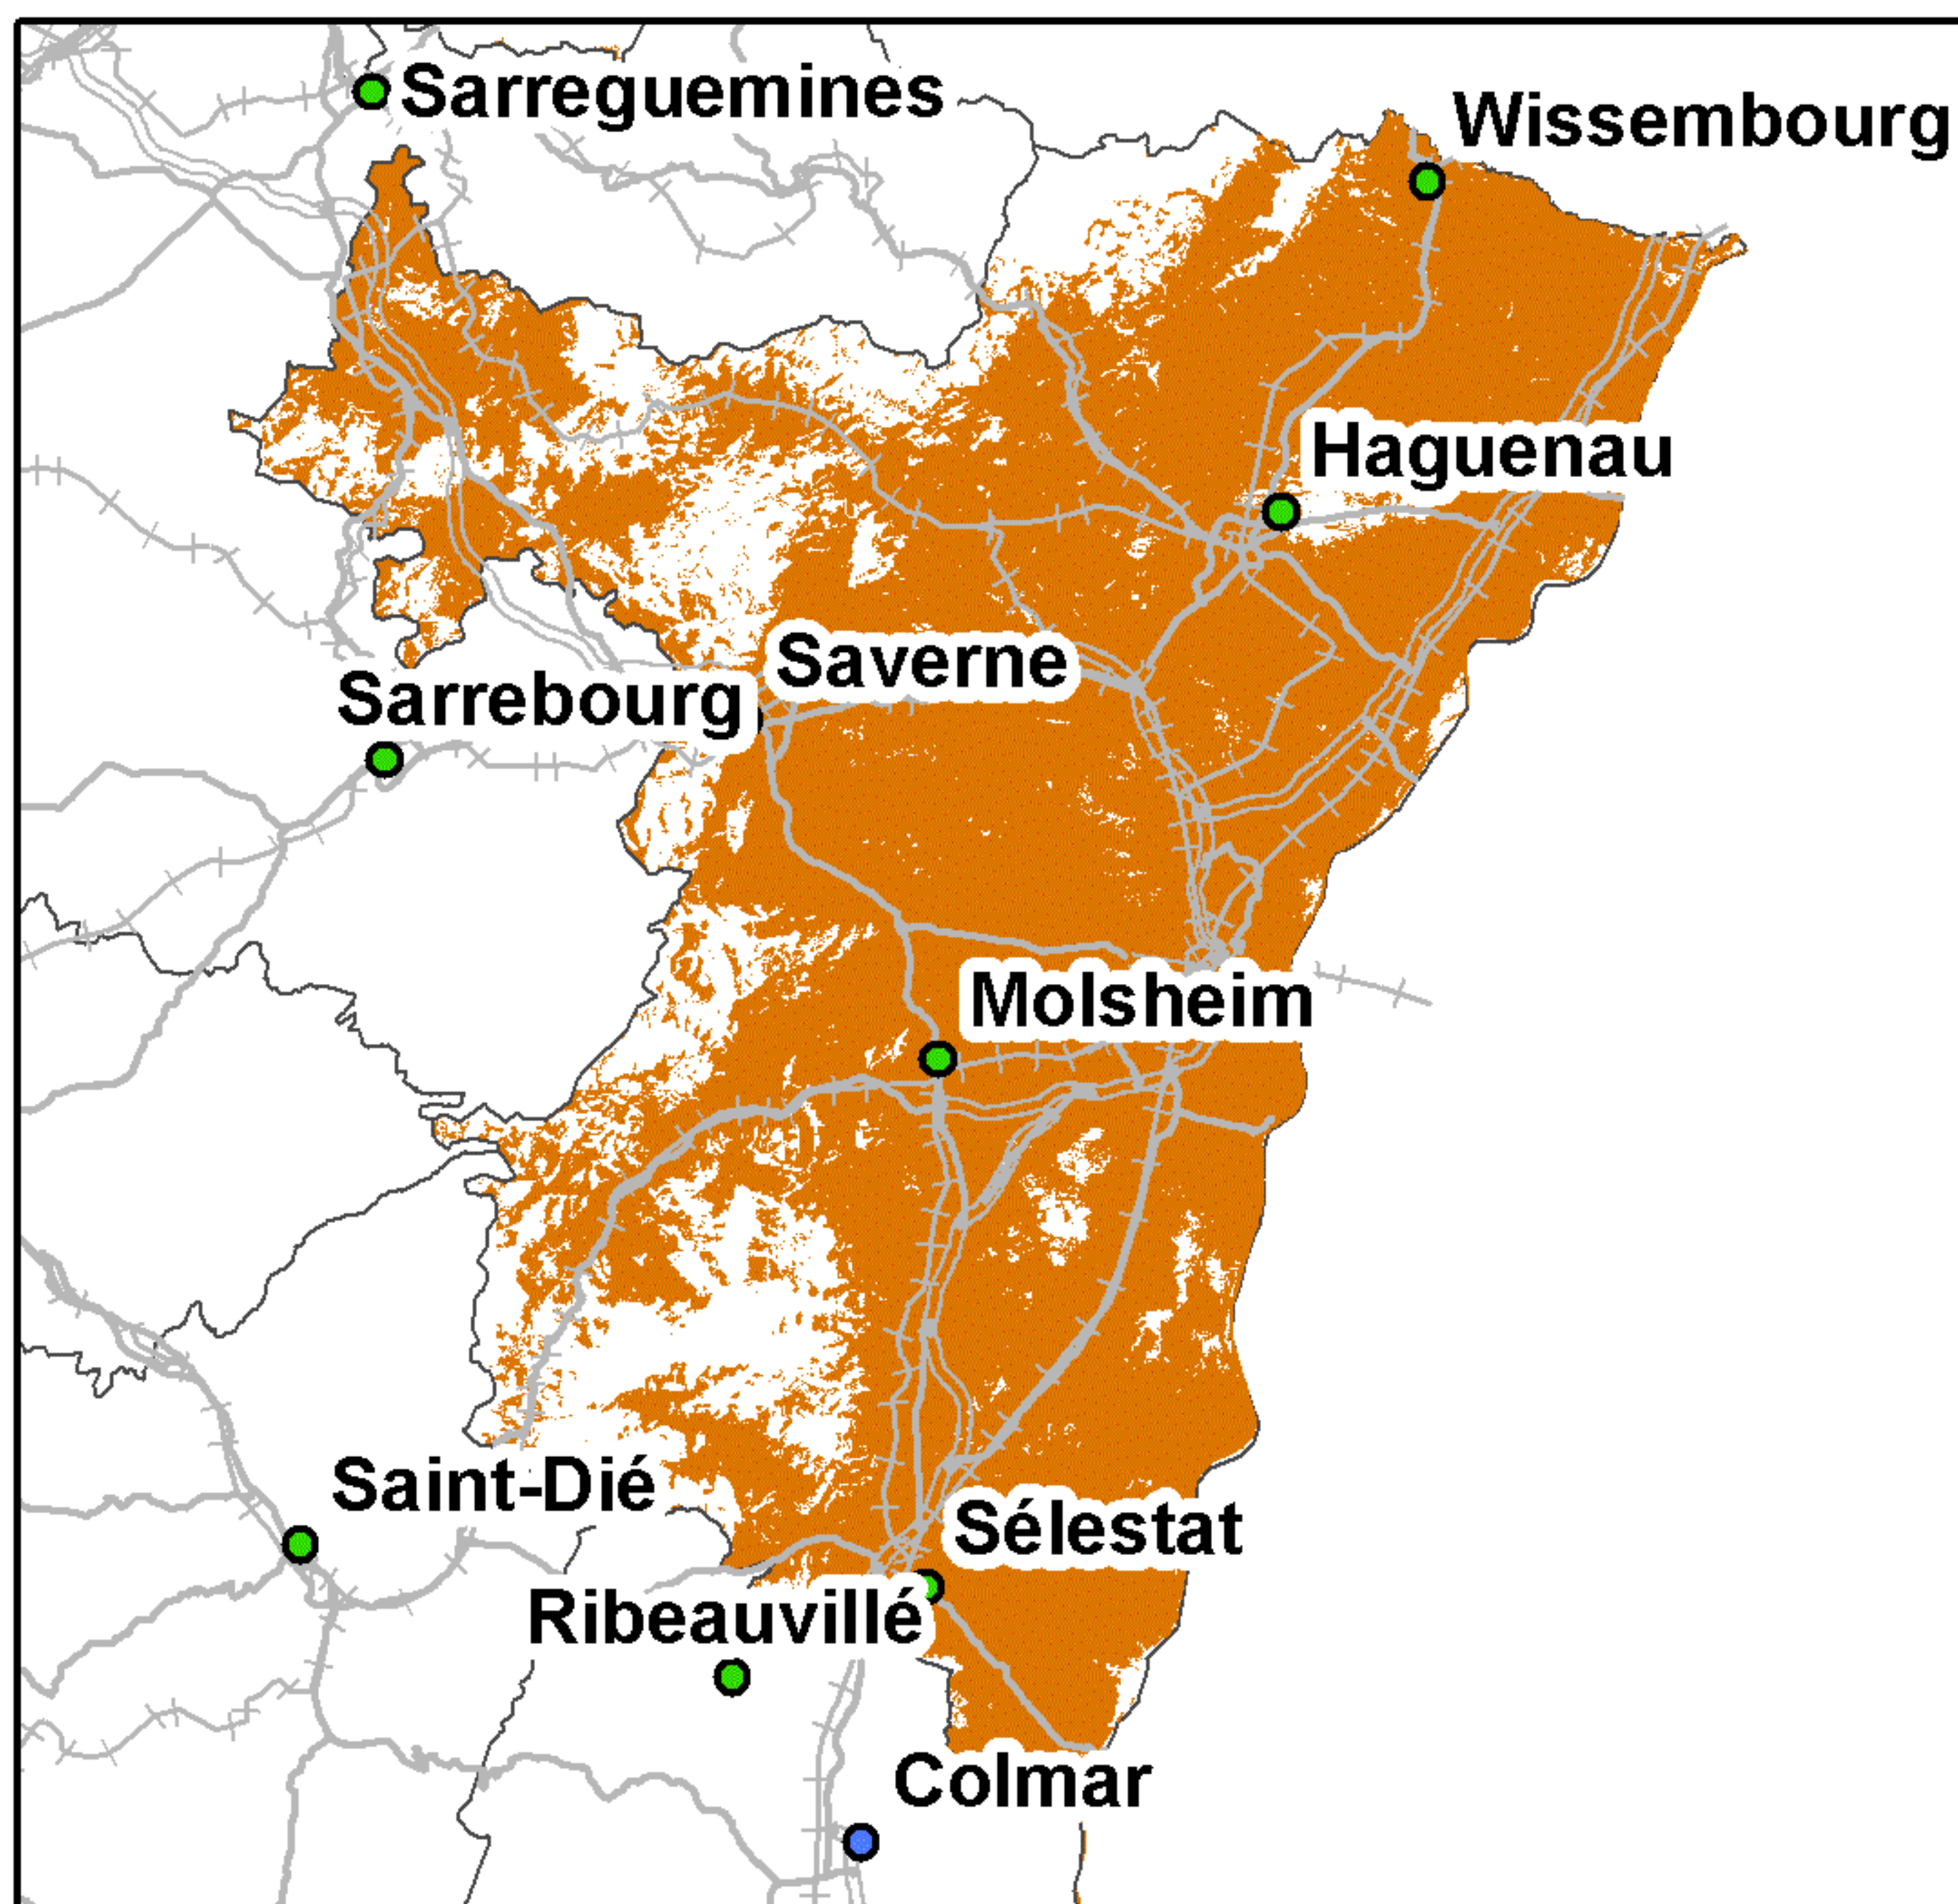 Sarreguemines
Wissembourg
Haguenau
Saverne
Sarrebourg
Molsheim
Saint-Dié
Sélestat
Ribeauvillé
Colmar